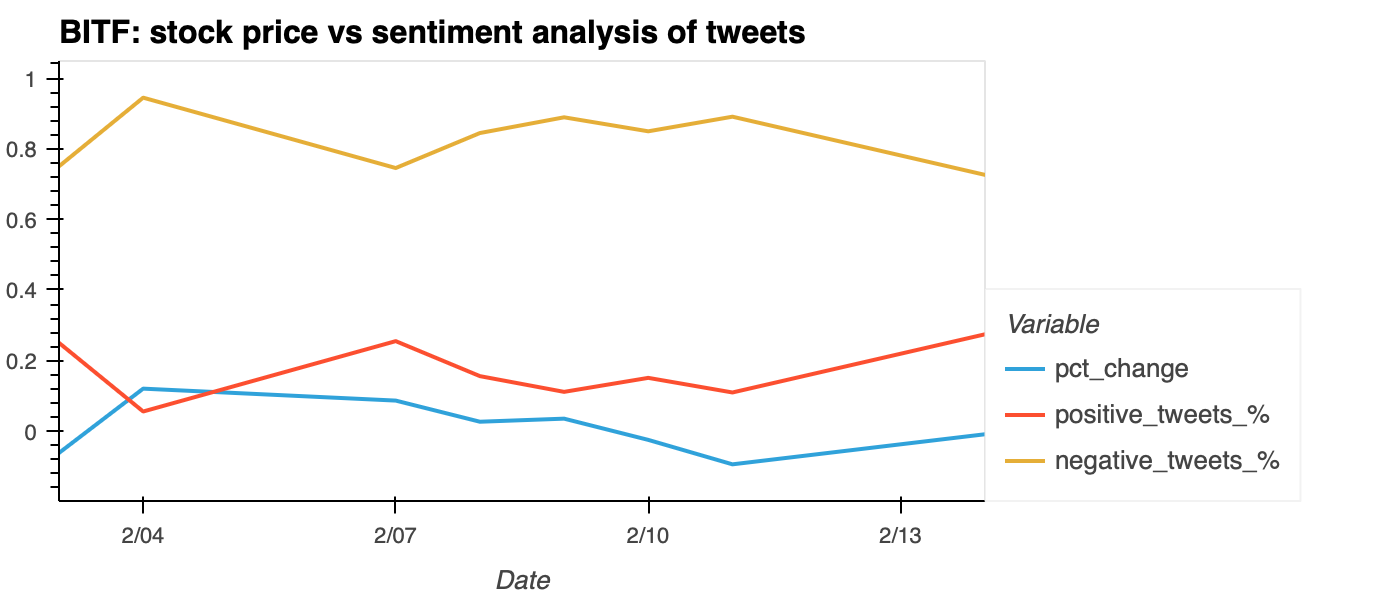 BITF: stock price vs sentiment analysis of tweets
1
0.8
0.6
0.4
0.2
0
2/04 2/07 2/10 2/13
Date
Variable
pct_change
positive_tweets_%
negative_tweets_%